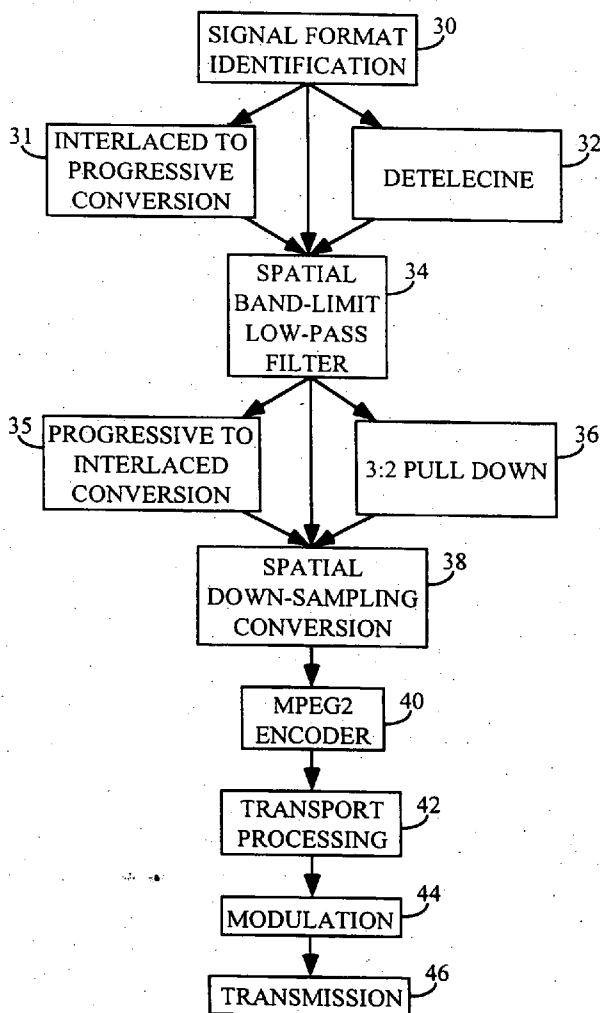 30
SIGNAL FORMAT
IDENTIFICATION
31
INTERLACED TO
PROGRESSIVE
CONVERSION
32
DETELECINE
34
SPATIAL
BAND-LIMIT
LOW-PASS
FILTER
35
PROGRESSIVE TO
INTERLACED
CONVERSION
36
3:2 PULL DOWN
38
SPATIAL
DOWN-SAMPLING
CONVERSION
40
MPEG2
ENCODER
42
TRANSPORT
PROCESSING
44
MODULATION
46
TRANSMISSION